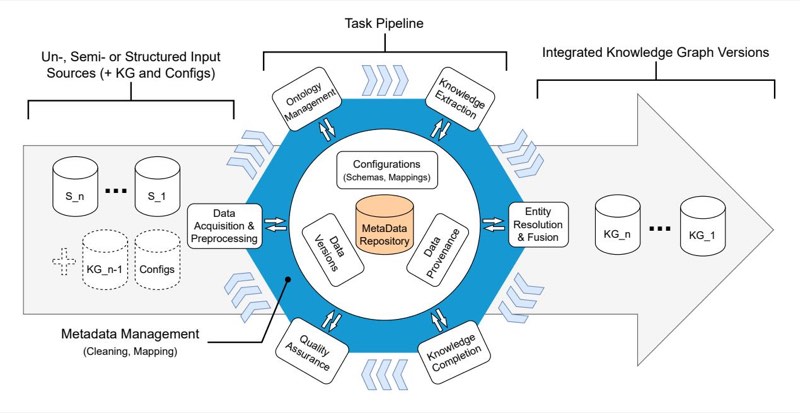 Task Pipeline
Un-, Semi- or Structured Input
Sources (+ KG and Configs)
Integrated Knowledge Graph Versions
Ontology
Management
Knowledge
Extraction
Configurations
(Schemas, Mappings)
S_n
...
S_1
Data
Acquisition &
Preprocessing
MetaData
Repository
Data
Versions
Data
Provenance
Entity
Resolution
& Fusion
KG_n
...
KG_1
+
KG_n-1
Configs
Metadata Management
(Cleaning, Mapping)
Quality
Assurance
Knowledge
Completion